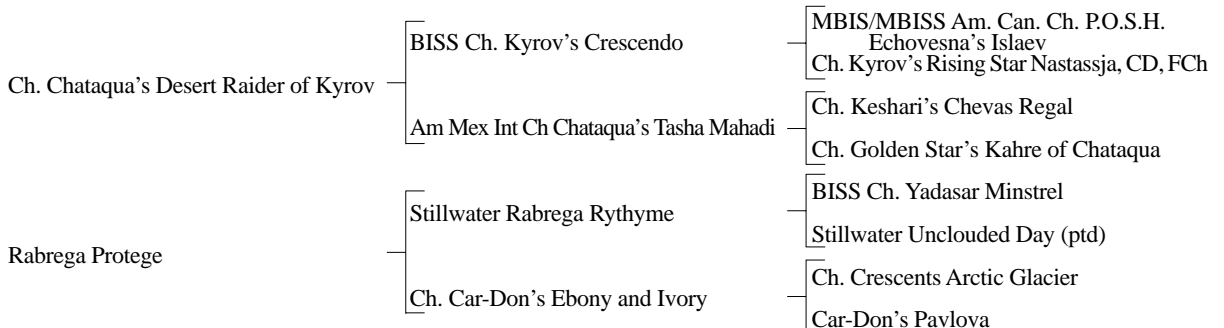 MBIS/MBISS Am. Can. Ch. P.O.S.H.
Echovesna’s Islaev
BISS Ch. Kyrov’s Crescendo
Ch. Kyrov’s Rising Star Nastassja, CD, FCh
Ch. Chataqua’s Desert Raider of Kyrov
Ch. Keshari’s Chevas Regal
Am Mex Int Ch Chataqua’s Tasha Mahadi
Ch. Golden Star’s Kahre of Chataqua
BISS Ch. Yadasar Minstrel
Stillwater Rabrega Rythyme
Stillwater Unclouded Day (ptd)
Rabrega Protege
Ch. Crescents Arctic Glacier
Ch. Car-Don’s Ebony and Ivory
Car-Don’s Pavlova